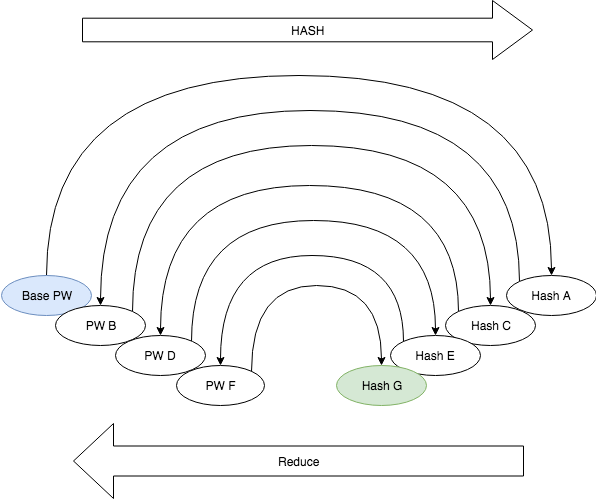 HASH
Base PW
Hash A
PW B
Hash C
PW D
Hash E
PW F
Hash G
Reduce